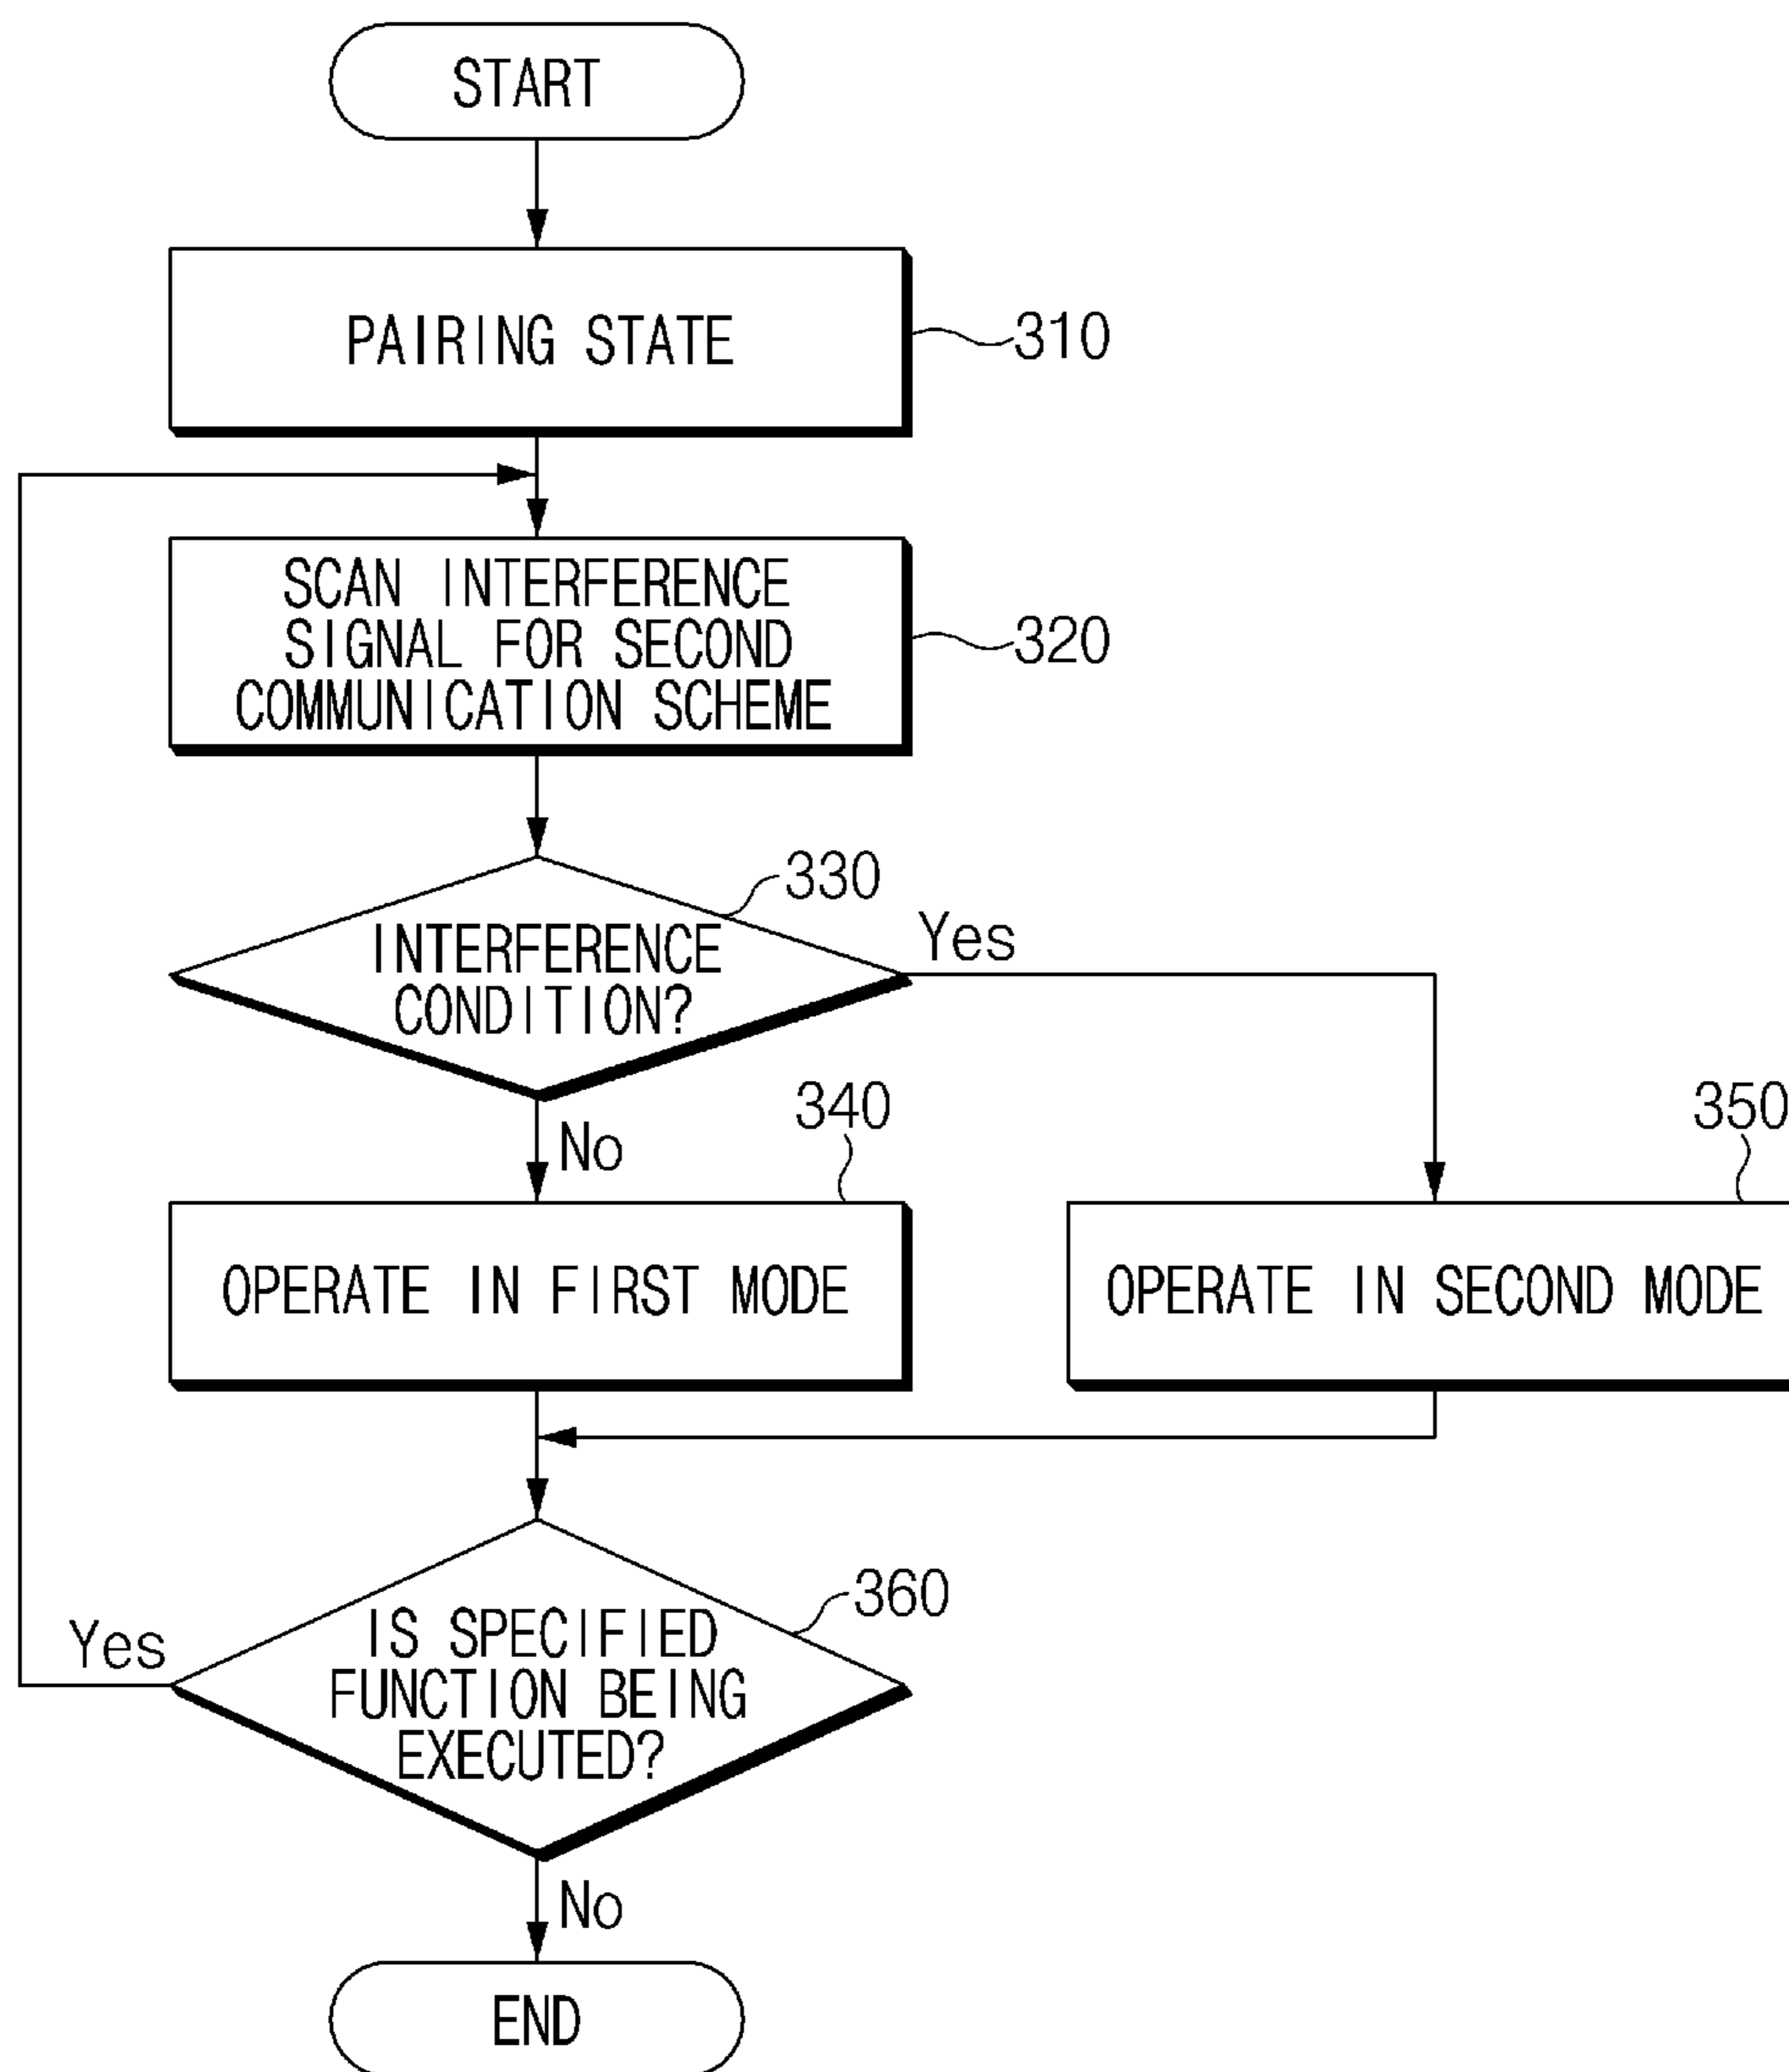 START
PAIRING STATE
310
SCAN INTERFERENCE
SIGNAL FOR SECOND
COMMUNICATION SCHEME
320
330
INTERFERENCE
CONDITION?
Yes
No
340
350
OPERATE IN FIRST MODE
OPERATE IN SECOND MODE
360
IS SPECIFIED
FUNCTION BEING
EXECUTED?
Yes
No
END